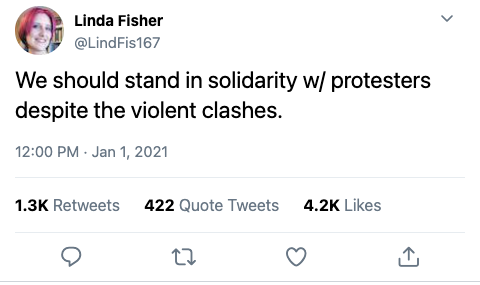 Linda Fisher
@LindFis167
We should stand in solidarity w/ protesters
despite the violent clashes.
12:00 PM · Jan 1, 2021
1.3K Retweets 422 Quote Tweets 4.2K Likes